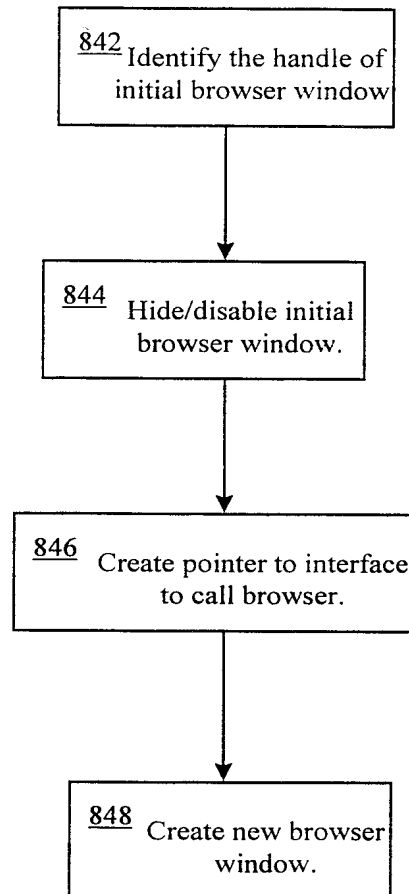 842 Identify the handle of
initial browser window
844 Hide/disable initial
browser window.
846 Create pointer to interface
to call browser.
848 Create new browser
window.